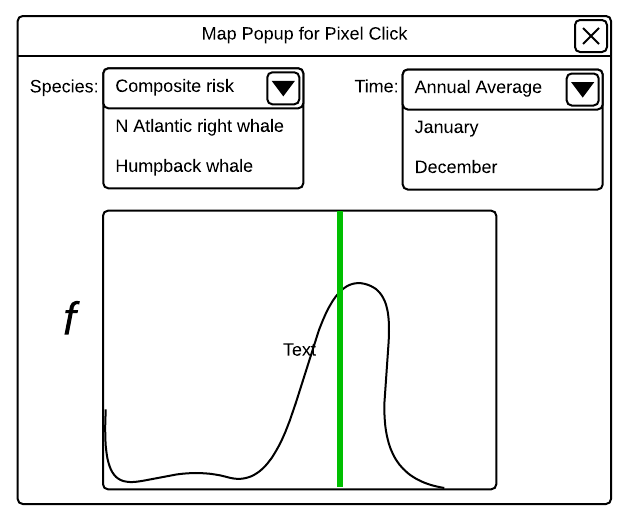 Map Popup for Pixel Click
Species: Composite risk
Time: Annual Average
N Atlantic right whale
January
Humpback whale
December
f
Text